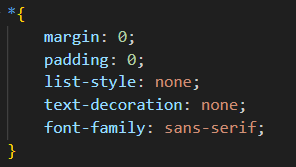 *{
    margin: 0;
    padding: 0;
    list-style: none;
    text-decoration: none;
    font-family: sans-serif;
}